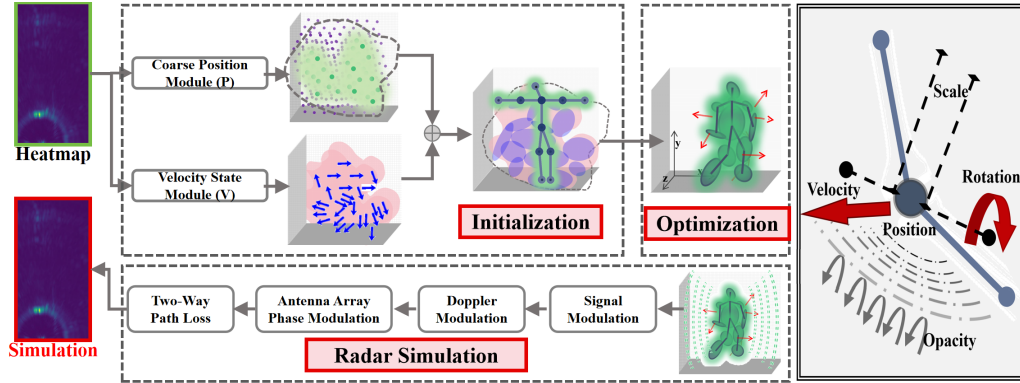 Heatmap
Coarse Position
Module (P)
Velocity State
Module (V)
Initialization
y
z
Optimization
Scale
Rotation
Velocity
Position
Opacity
Simulation
Two-Way
Path Loss
Antenna Array
Phase Modulation
Doppler
Modulation
Signal
Modulation
Radar Simulation